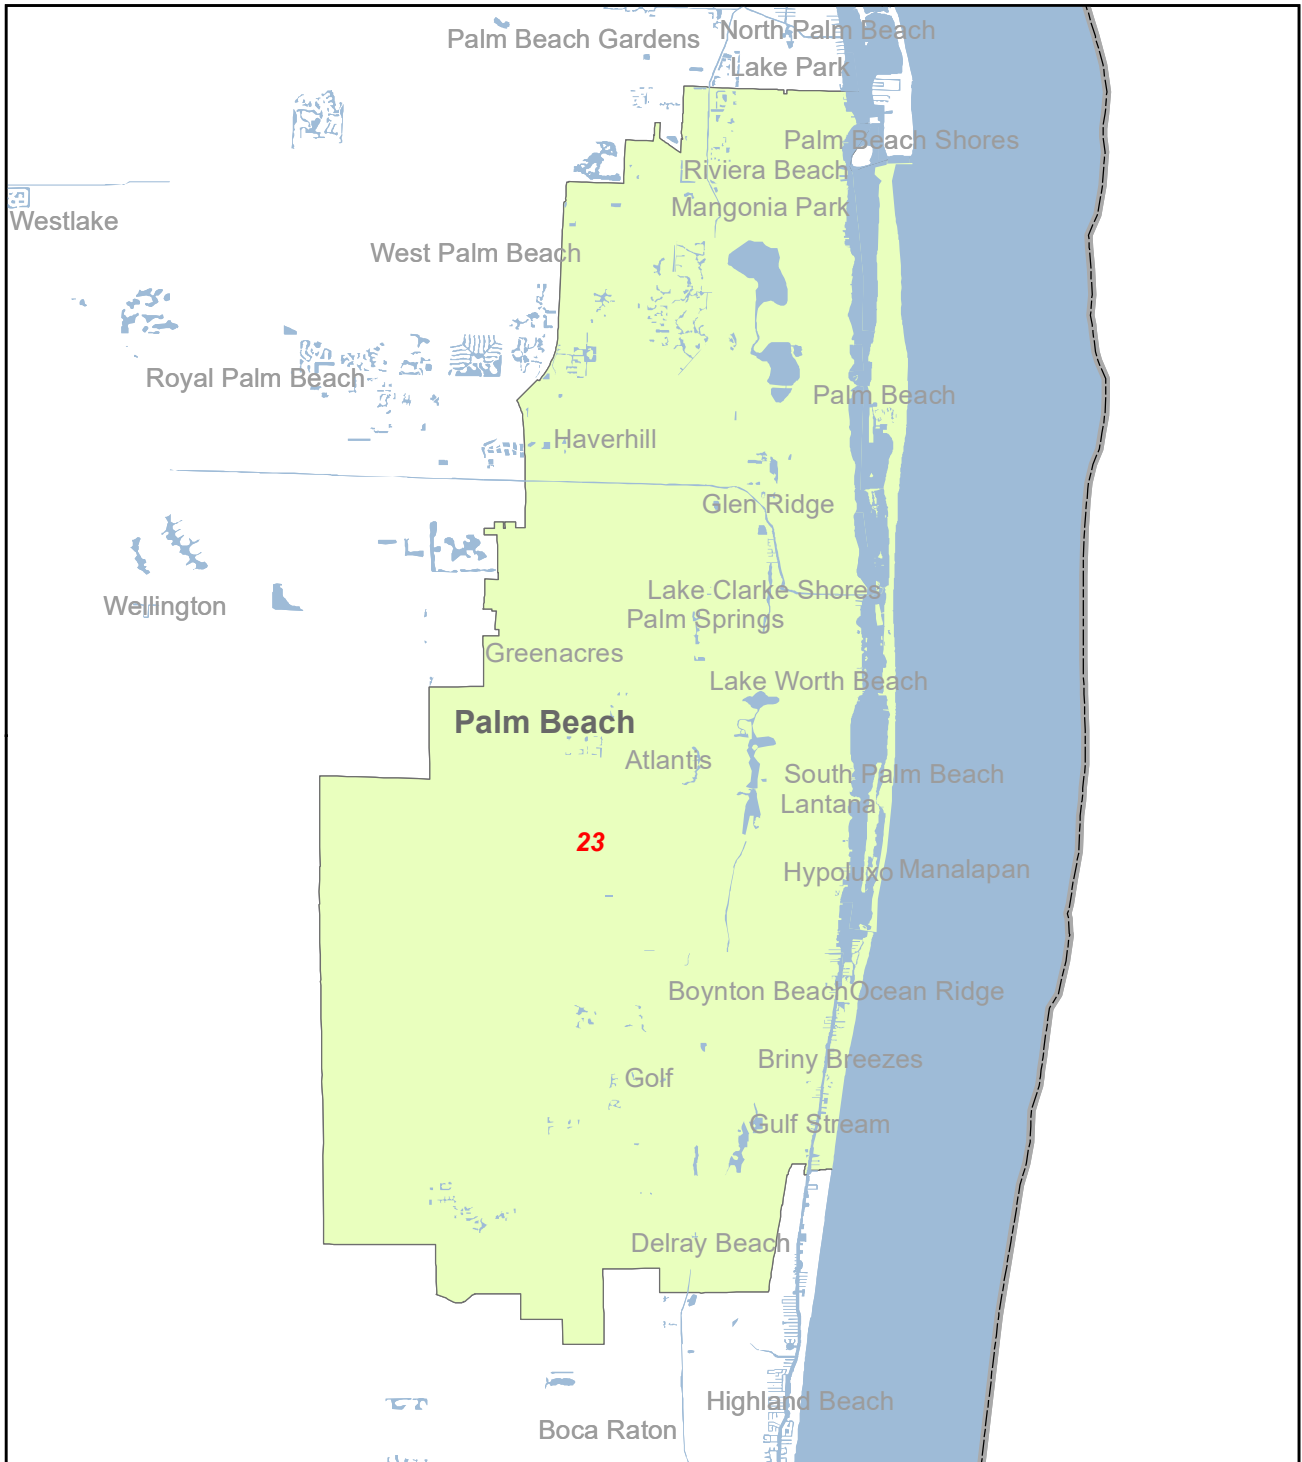 North Palm Beach
Palm Beach Gardens
Lake Park
Palm Beach Shores
Riviera Beach
Mangonia Park
Westlake
West Palm Beach
Royal Palm Beach
Palm Beach
Haverhill
Glen Ridge
Lake Clarke Shores
Wellington
Palm Springs
Greenacres
Lake Worth Beach
Palm Beach
Atlantis
South Palm Beach
Lantana
23
Hypoluxo
Manalapan
Boynton Beach
Ocean Ridge
Briny Breezes
Golf
Gulf Stream
Delray Beach
Highland Beach
Boca Raton